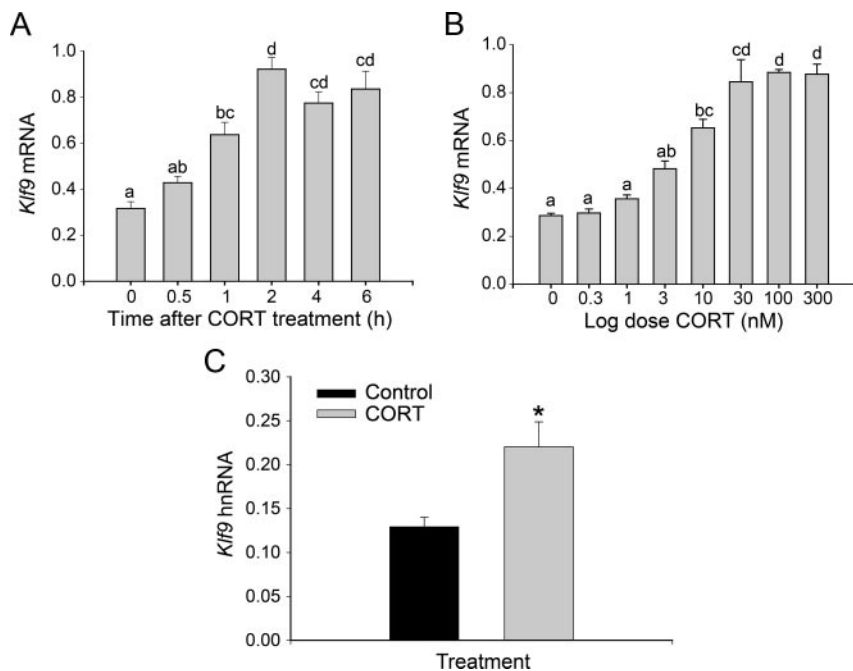 A
Klf9 mRNA
1.0
0.8
0.6
0.4
0.2
0.0
a
ab
bc
d
cd
cd
0 0.5 1 2 4 6
Time after CORT treatment (h)
B
Klf9 mRNA
1.0
0.8
0.6
0.4
0.2
0.0
a
a
a
ab
bc
cd
d
d
0 0.3 1 3 10 30 100 300
Log dose CORT (nM)
C
Klf9 hnRNA
0.30
0.25
0.20
0.15
0.10
0.05
0.00
Control
CORT
*
Treatment